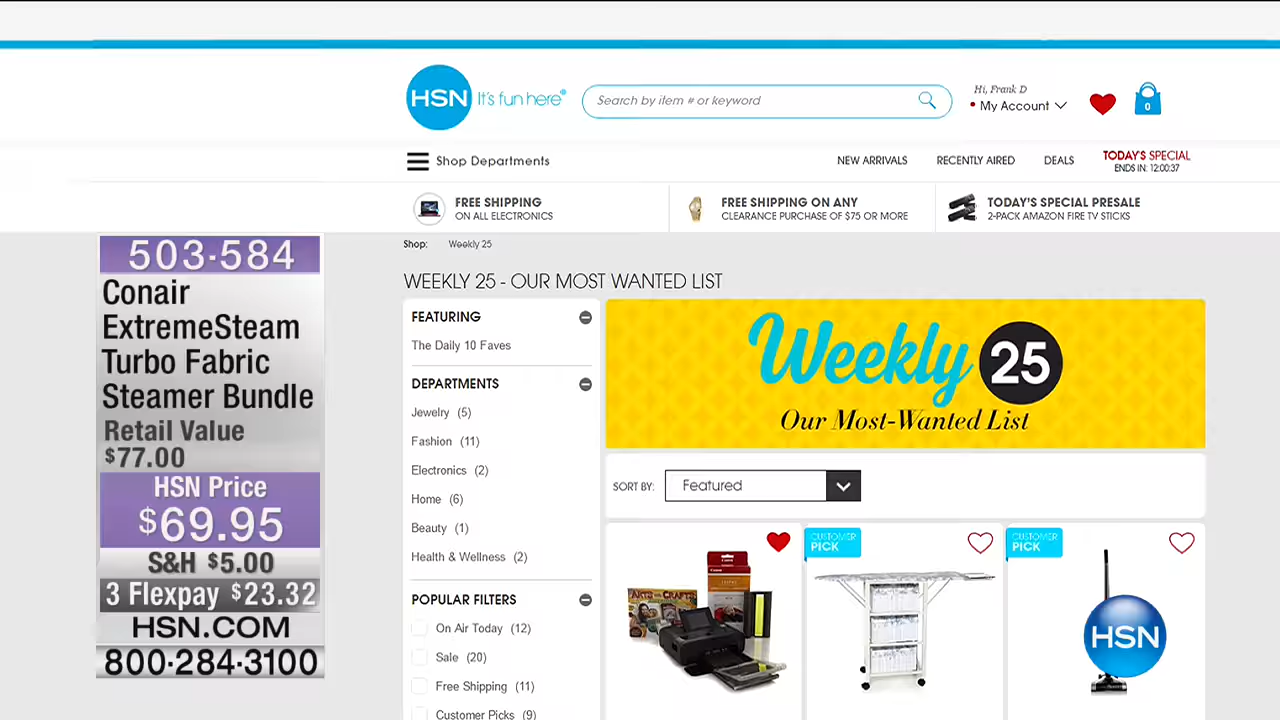 HSN It's fun here®
Search by item # or keyword
Hi, Frank D
My Account
0
Shop Departments
NEW ARRIVALS
RECENTLY AIRED
DEALS
TODAY'S SPECIAL
ENDS IN: 12:00:37
FREE SHIPPING
ON ALL ELECTRONICS
FREE SHIPPING ON ANY
CLEARANCE PURCHASE OF $75 OR MORE
TODAY'S SPECIAL PRESALE
2-PACK AMAZON FIRE TV STICKS
503-584
Conair
ExtremeSteam
Turbo Fabric
Steamer Bundle
Retail Value
$77.00
HSN Price
$69.95
S&H $5.00
3 Flexpay $23.32
HSN.COM
800-284-3100
Shop: Weekly 25
WEEKLY 25 - OUR MOST WANTED LIST
FEATURING
The Daily 10 Faves
DEPARTMENTS
Jewelry (5)
Fashion (11)
Electronics (2)
Home (6)
Beauty (1)
Health & Wellness (2)
POPULAR FILTERS
On Air Today (12)
Sale (20)
Free Shipping (11)
Customer Picks (9)
Weekly 25
Our Most-Wanted List
SORT BY: Featured
ARTS AND CRAFTS
Canon
CUSTOMER
PICK
CUSTOMER
PICK
HSN